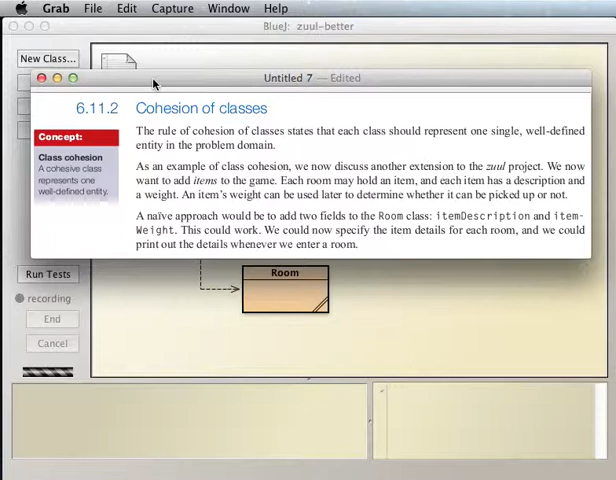 Grab File Edit Capture Window Help
BlueJ: zuul-better
New Class...
Untitled 7 — Edited
6.11.2 Cohesion of classes
Concept:
Class cohesion
A cohesive class
represents one
well-defined entity.
The rule of cohesion of classes states that each class should represent one single, well-defined
entity in the problem domain.
As an example of class cohesion, we now discuss another extension to the zuul project. We now
want to add items to the game. Each room may hold an item, and each item has a description and
a weight. An item's weight can be used later to determine whether it can be picked up or not.
A naïve approach would be to add two fields to the Room class: itemDescription and item-
Weight. This could work. We could now specify the item details for each room, and we could
print out the details whenever we enter a room.
Run Tests
recording
End
Cancel
Room